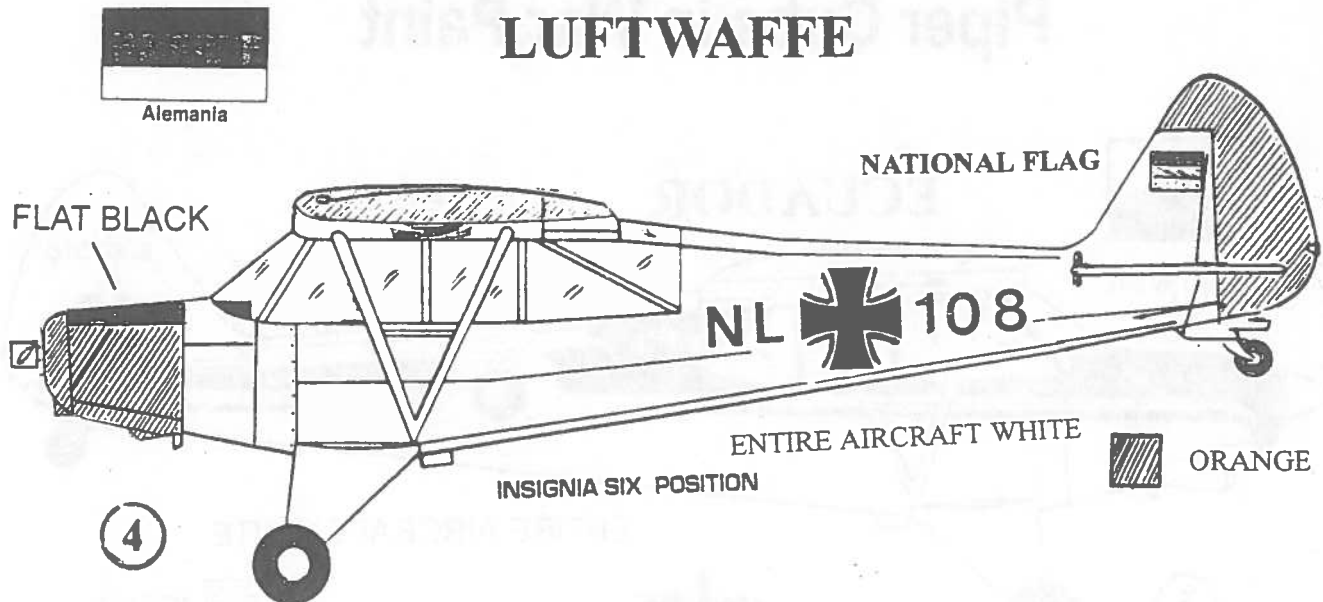 LUFTWAFFE
Alemania
NATIONAL FLAG
FLAT BLACK
NL 108
ENTIRE AIRCRAFT WHITE
ORANGE
INSIGNIA SIX POSITION
4